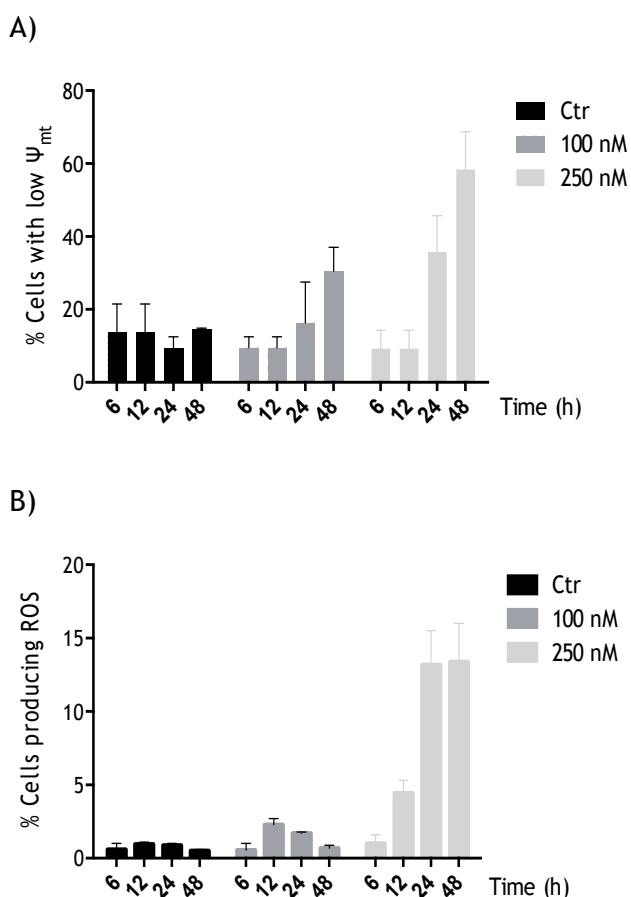 A)
% Cells with low Ψmt
80
60
40
20
0
6 12 24 48 6 12 24 48 6 12 24 48 Time (h)
Ctr
100 nM
250 nM
B)
% Cells producing ROS
20
15
10
5
0
6 12 24 48 6 12 24 48 6 12 24 48 Time (h)
Ctr
100 nM
250 nM